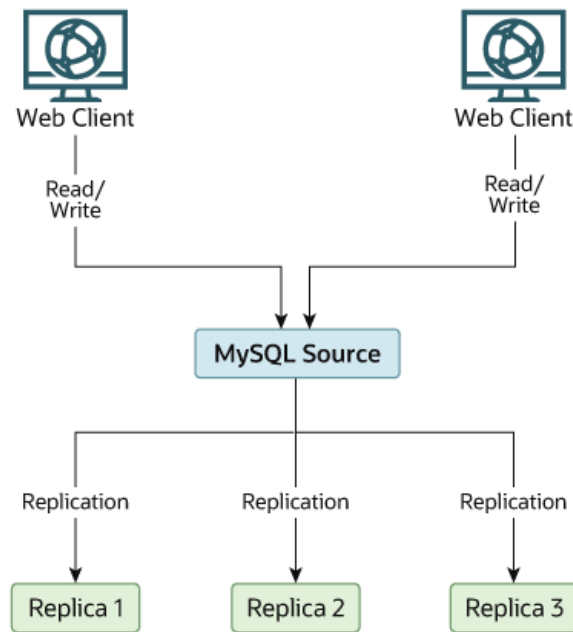 Web Client
Web Client
Read/
Write
Read/
Write
MySQL Source
Replication
Replication
Replication
Replica 1
Replica 2
Replica 3